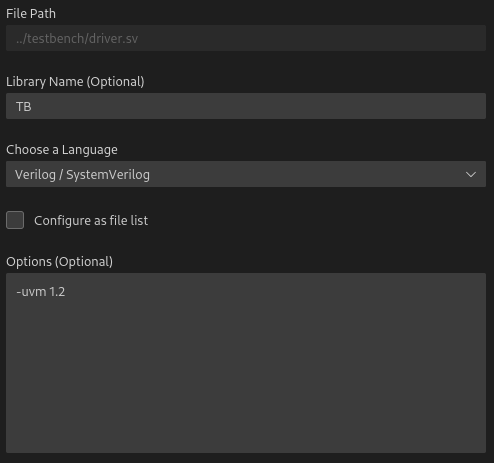 File Path
../testbench/driver.sv
Library Name (Optional)
TB
Choose a Language
Verilog / SystemVerilog
Configure as file list
Options (Optional)
-uvm 1.2